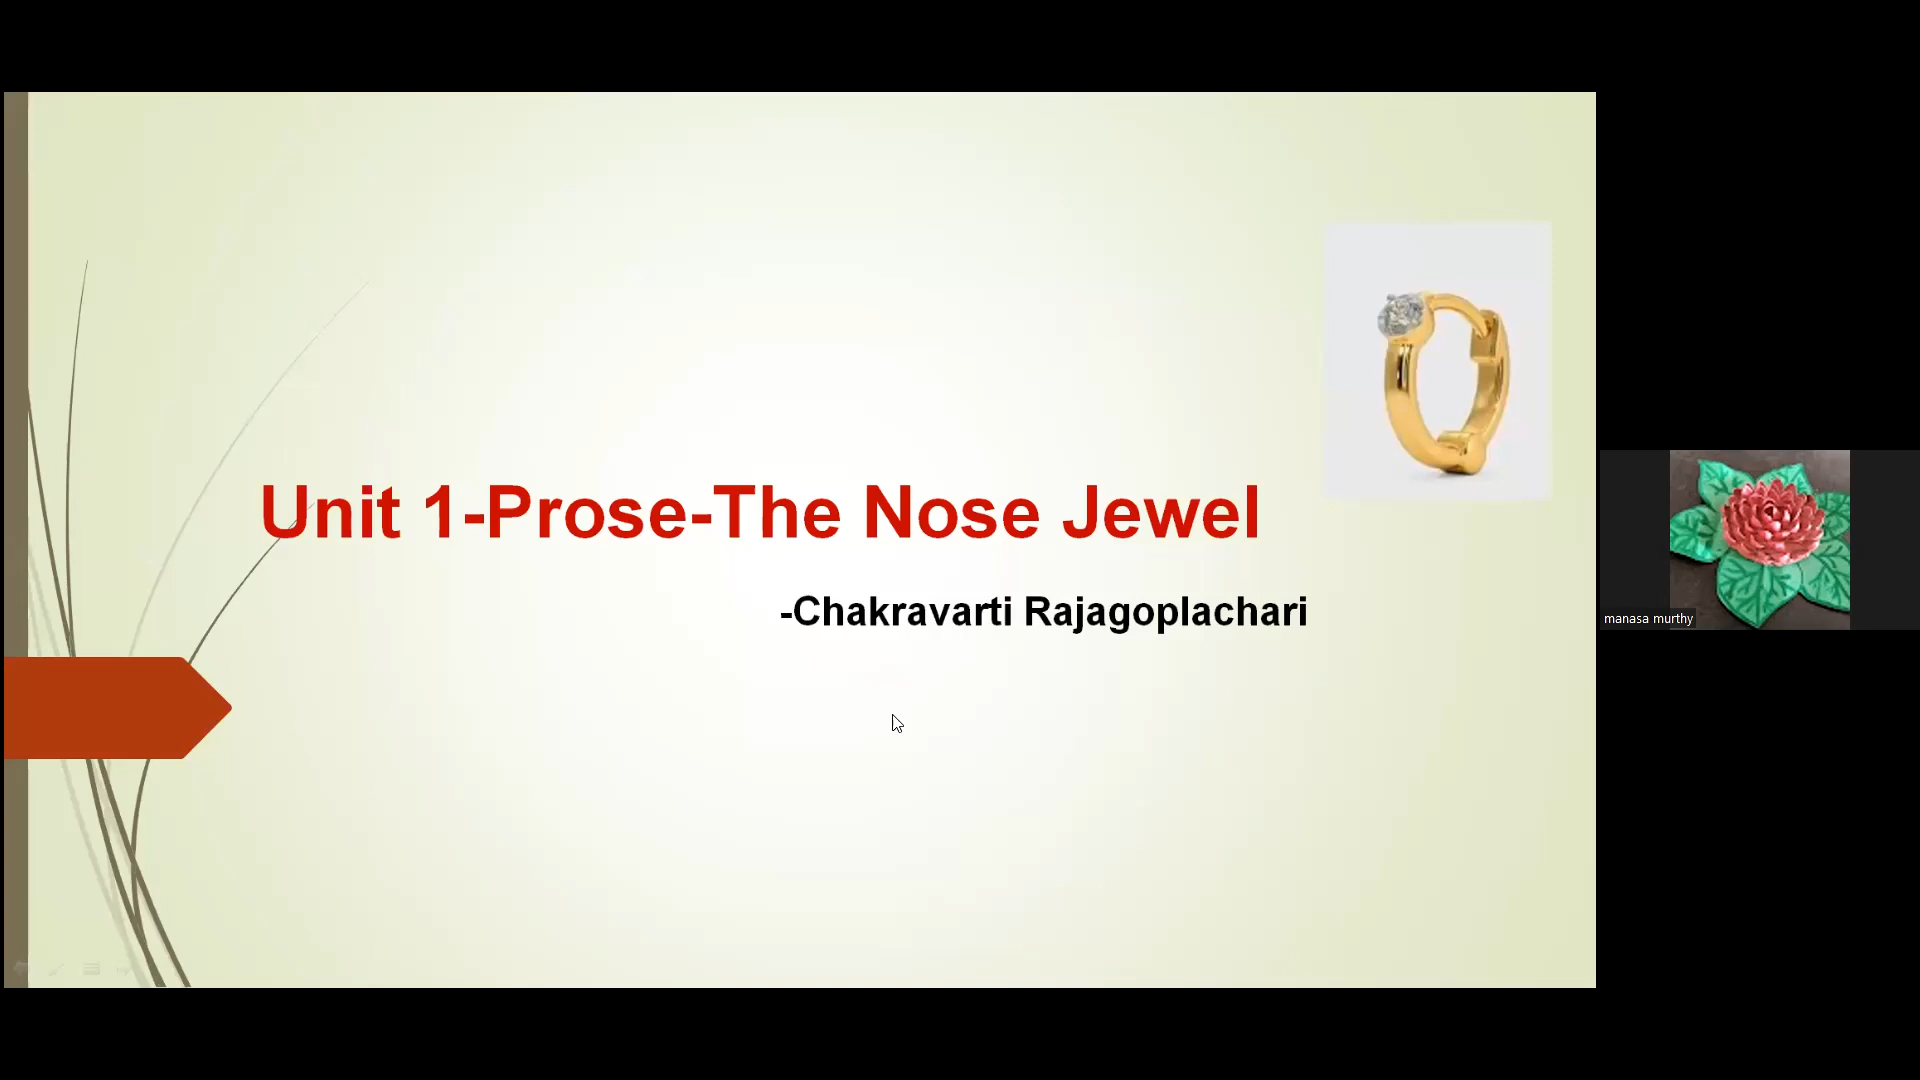 Unit 1-Prose-The Nose Jewel
-Chakravarti Rajagoplachari
manasa murthy